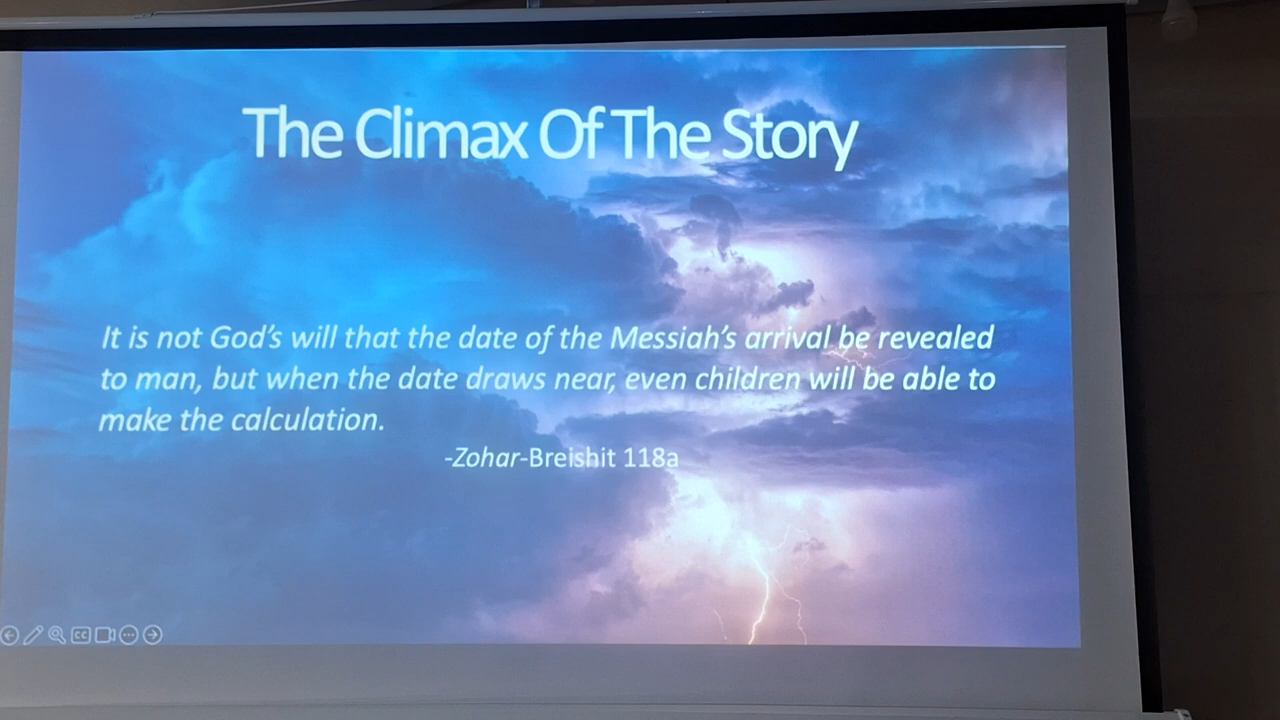 The Climax Of The Story
It is not God's will that the date of the Messiah's arrival be revealed
to man, but when the date draws near, even children will be able to
make the calculation.
-Zohar-Breishit 118a
CC